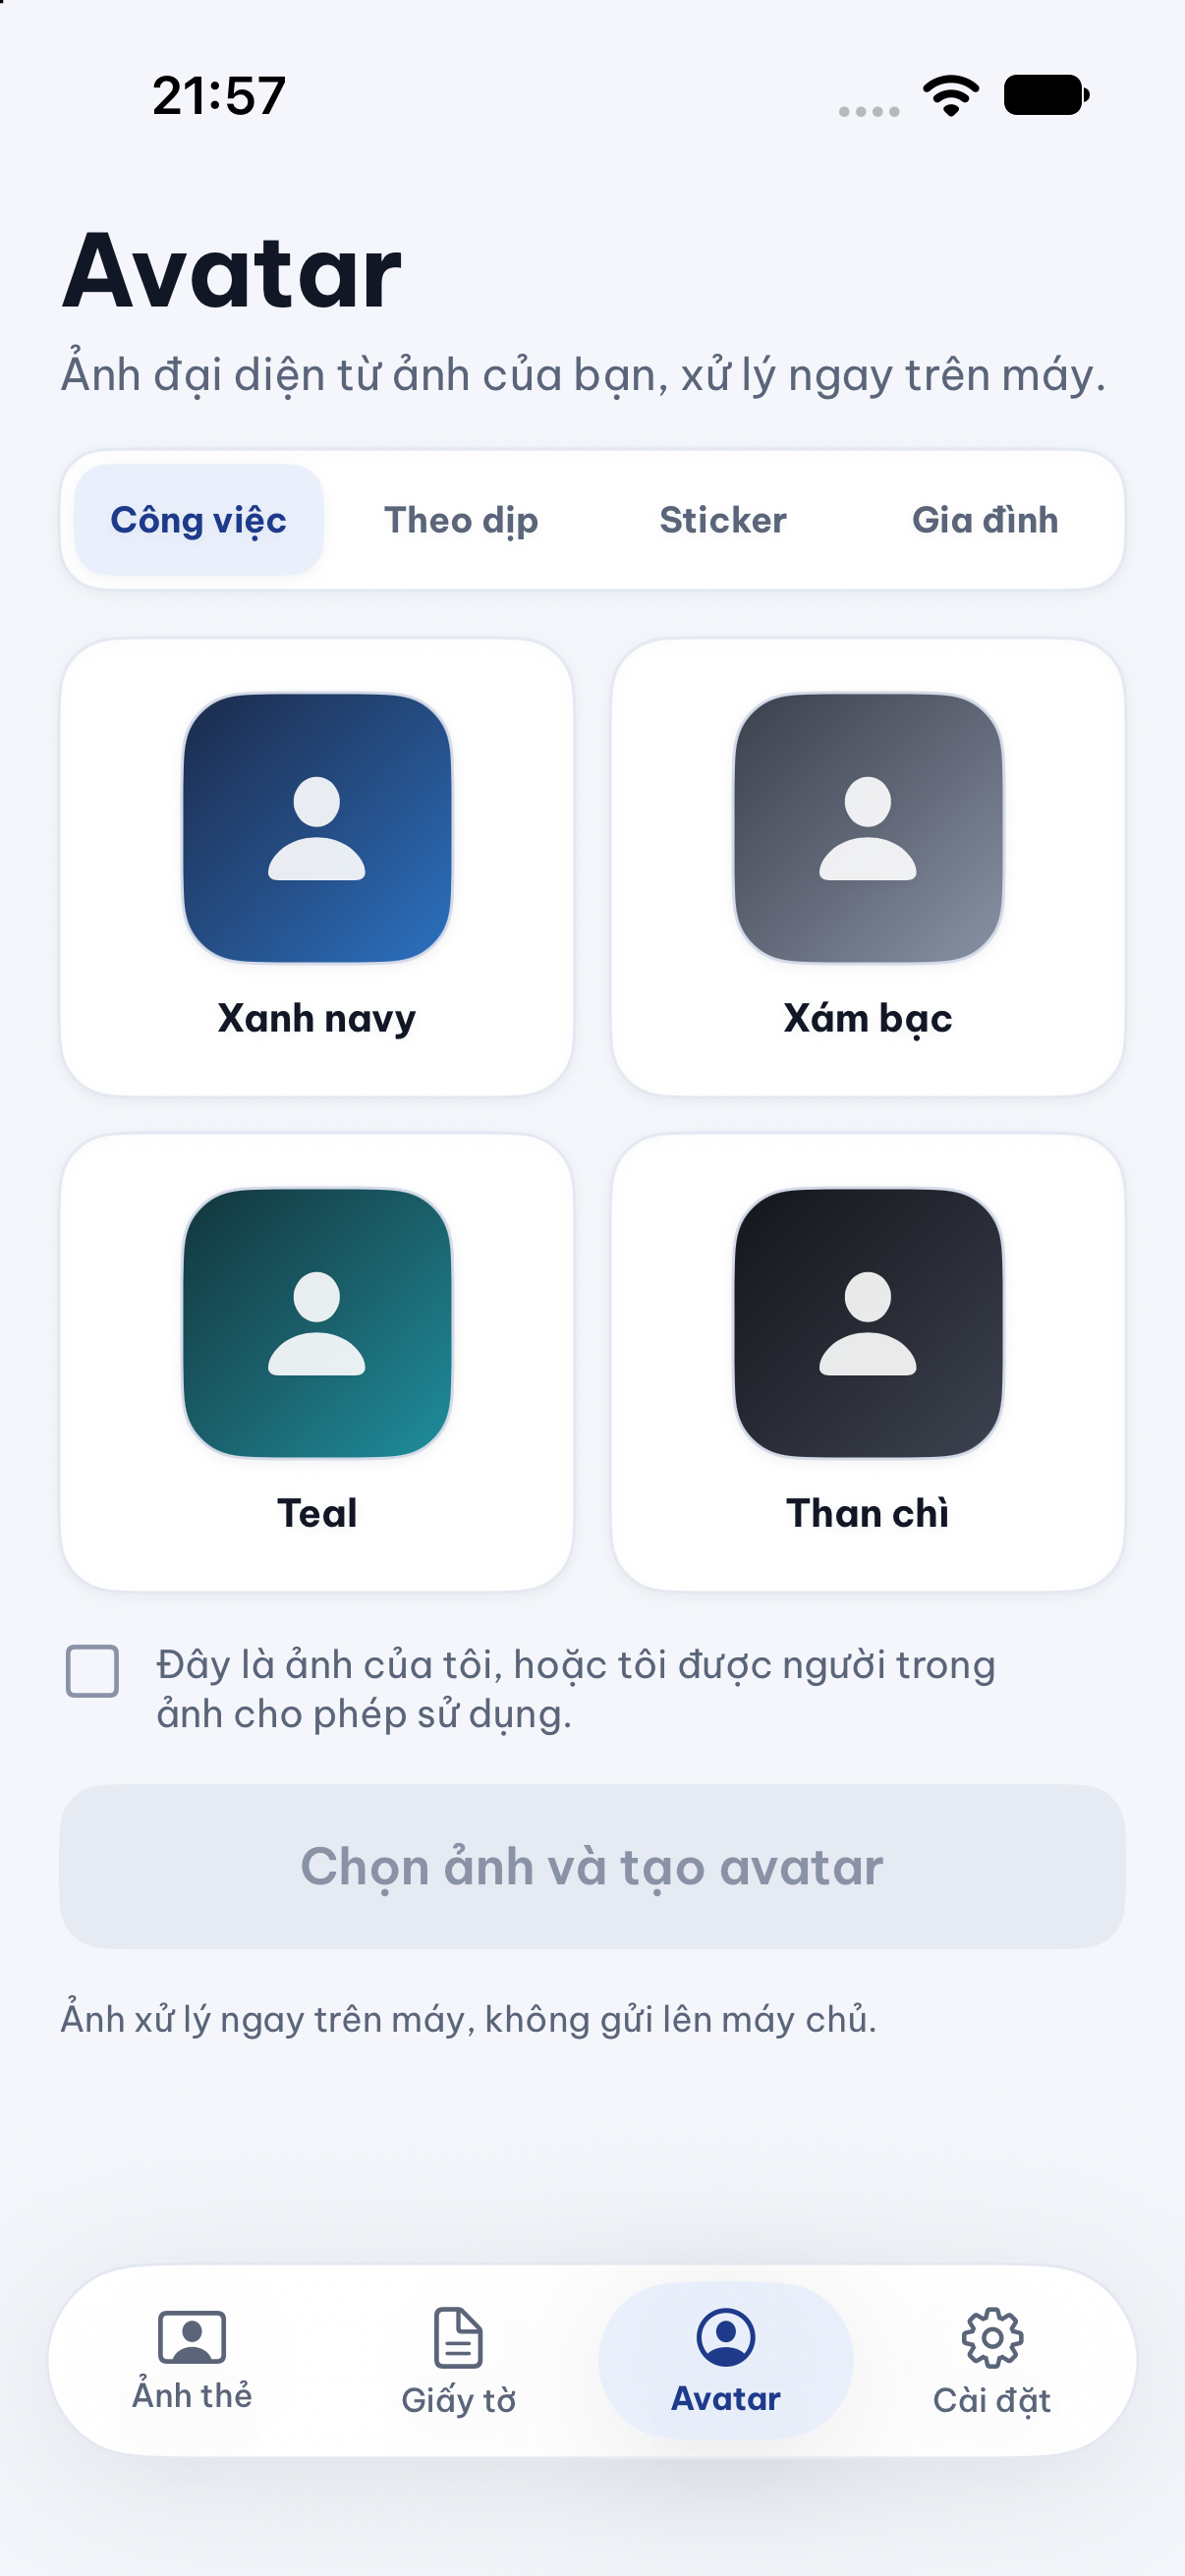 21:57
Avatar
Ảnh đại diện từ ảnh của bạn, xử lý ngay trên máy.
Công việc
Theo dịp
Sticker
Gia đình
Xanh navy
Xám bạc
Teal
Than chì
Đây là ảnh của tôi, hoặc tôi được người trong
ảnh cho phép sử dụng.
Chọn ảnh và tạo avatar
Ảnh xử lý ngay trên máy, không gửi lên máy chủ.
Ảnh thẻ
Giấy tờ
Avatar
Cài đặt